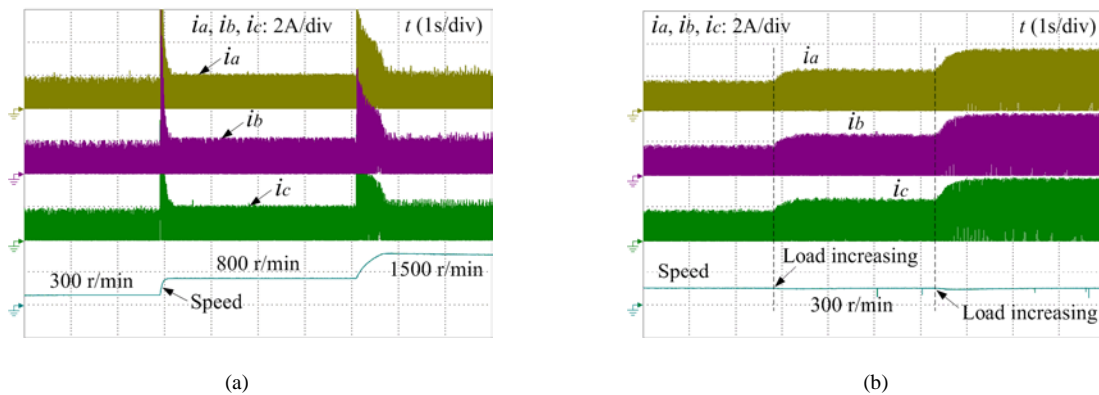 ia, ib, ic: 2A/div
t (1s/div)
ia
ib
ic
300 r/min
800 r/min
1500 r/min
Speed
(a)
ia, ib, ic: 2A/div
t (1s/div)
ia
ib
ic
Speed
Load increasing
300 r/min
Load increasing
(b)